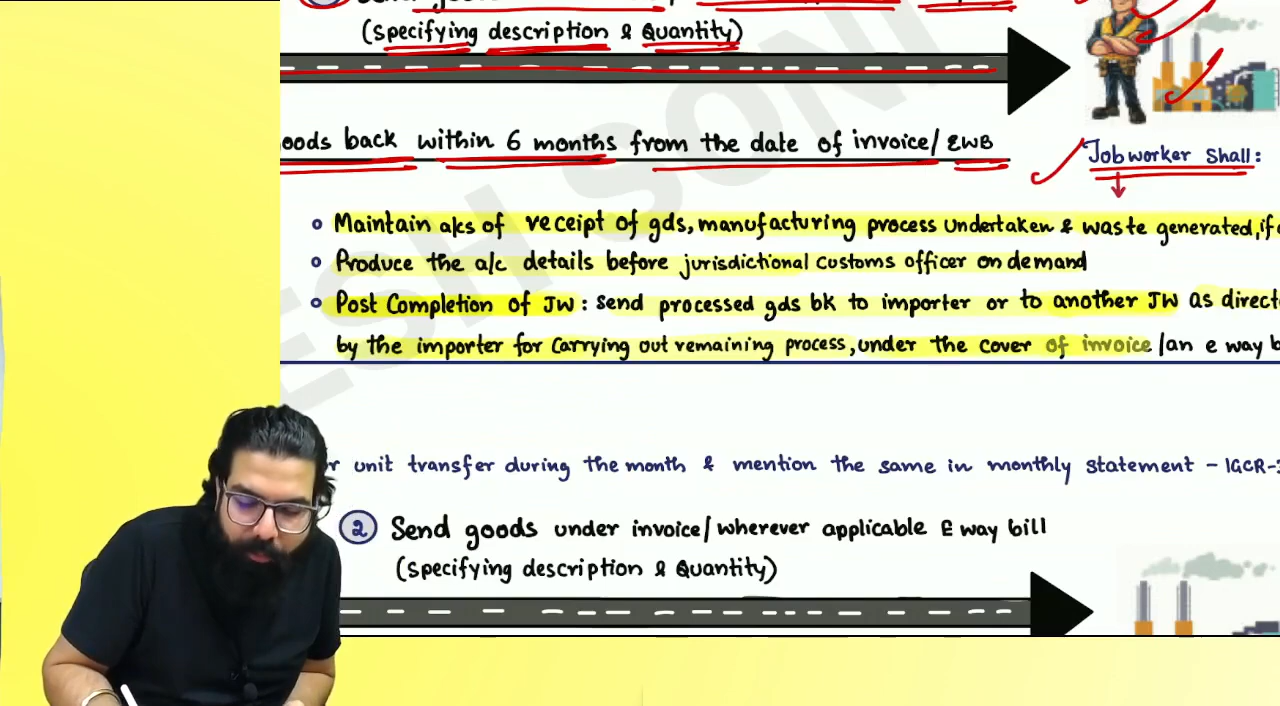 (specifying description & Quantity)
oods back within 6 months from the date of invoice/ EWB
Jobworker Shall:
Maintain a/cs of receipt of gds, manufacturing process undertaken & waste generated, if
Produce the a/c details before jurisdictional customs officer on demand
Post Completion of JW: send processed gds bk to importer or to another JW as direct
by the importer for Carrying out remaining process, under the cover of invoice /an e way b
r unit transfer during the month & mention the same in monthly statement - IGCR-3
2 Send goods under invoice/wherever applicable E way bill
(specifying description & Quantity)
ESH SONI